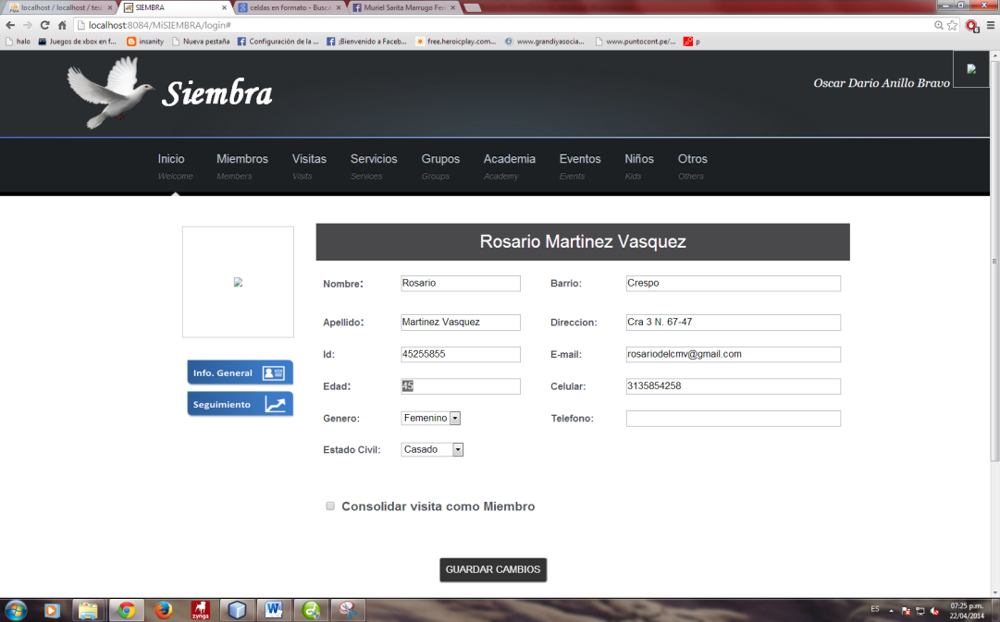 localhost / localhost / tes
SIEMBRA
celdas en formato - Busca
Muriel Sarita Marrugo Fer
localhost:8084/MiSIEMBRA/login#
halo
Juegos de xbox en f...
insanity
Nueva pestaña
Configuración de la ...
¡Bienvenido a Faceb...
free.heroicplay.com...
www.grandiyasocia...
www.puntocont.pe/...
p
Siembra
Oscar Dario Anillo Bravo
Inicio Miembros Visitas Servicios Grupos Academia Eventos Niños Otros
Welcome Members Visits Services Groups Academy Events Kids Others
Rosario Martinez Vasquez
Nombre: Rosario Barrio: Crespo
Apellido: Martinez Vasquez Direccion: Cra 3 N. 67-47
Id: 45255855 E-mail: rosariodelcmv@gmail.com
Info. General
Edad: 45 Celular: 3135854258
Seguimiento
Genero: Femenino Telefono:
Estado Civil: Casado
Consolidar visita como Miembro
GUARDAR CAMBIOS
zynga
W
ES
07:25 p.m.
22/04/2014